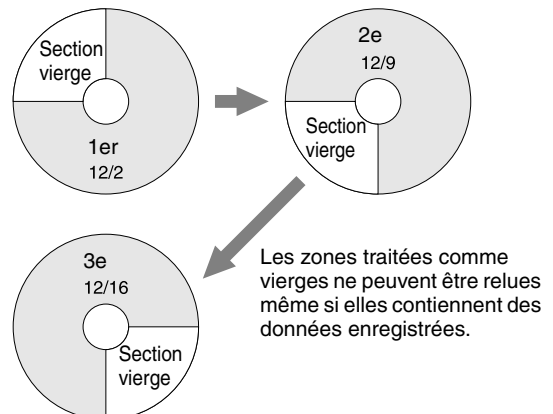 Section
vierge
1er
12/2
2e
12/9
Section
vierge
3e
12/16
Section
vierge
Les zones traitées comme
vierges ne peuvent être relues
même si elles contiennent des
données enregistrées.